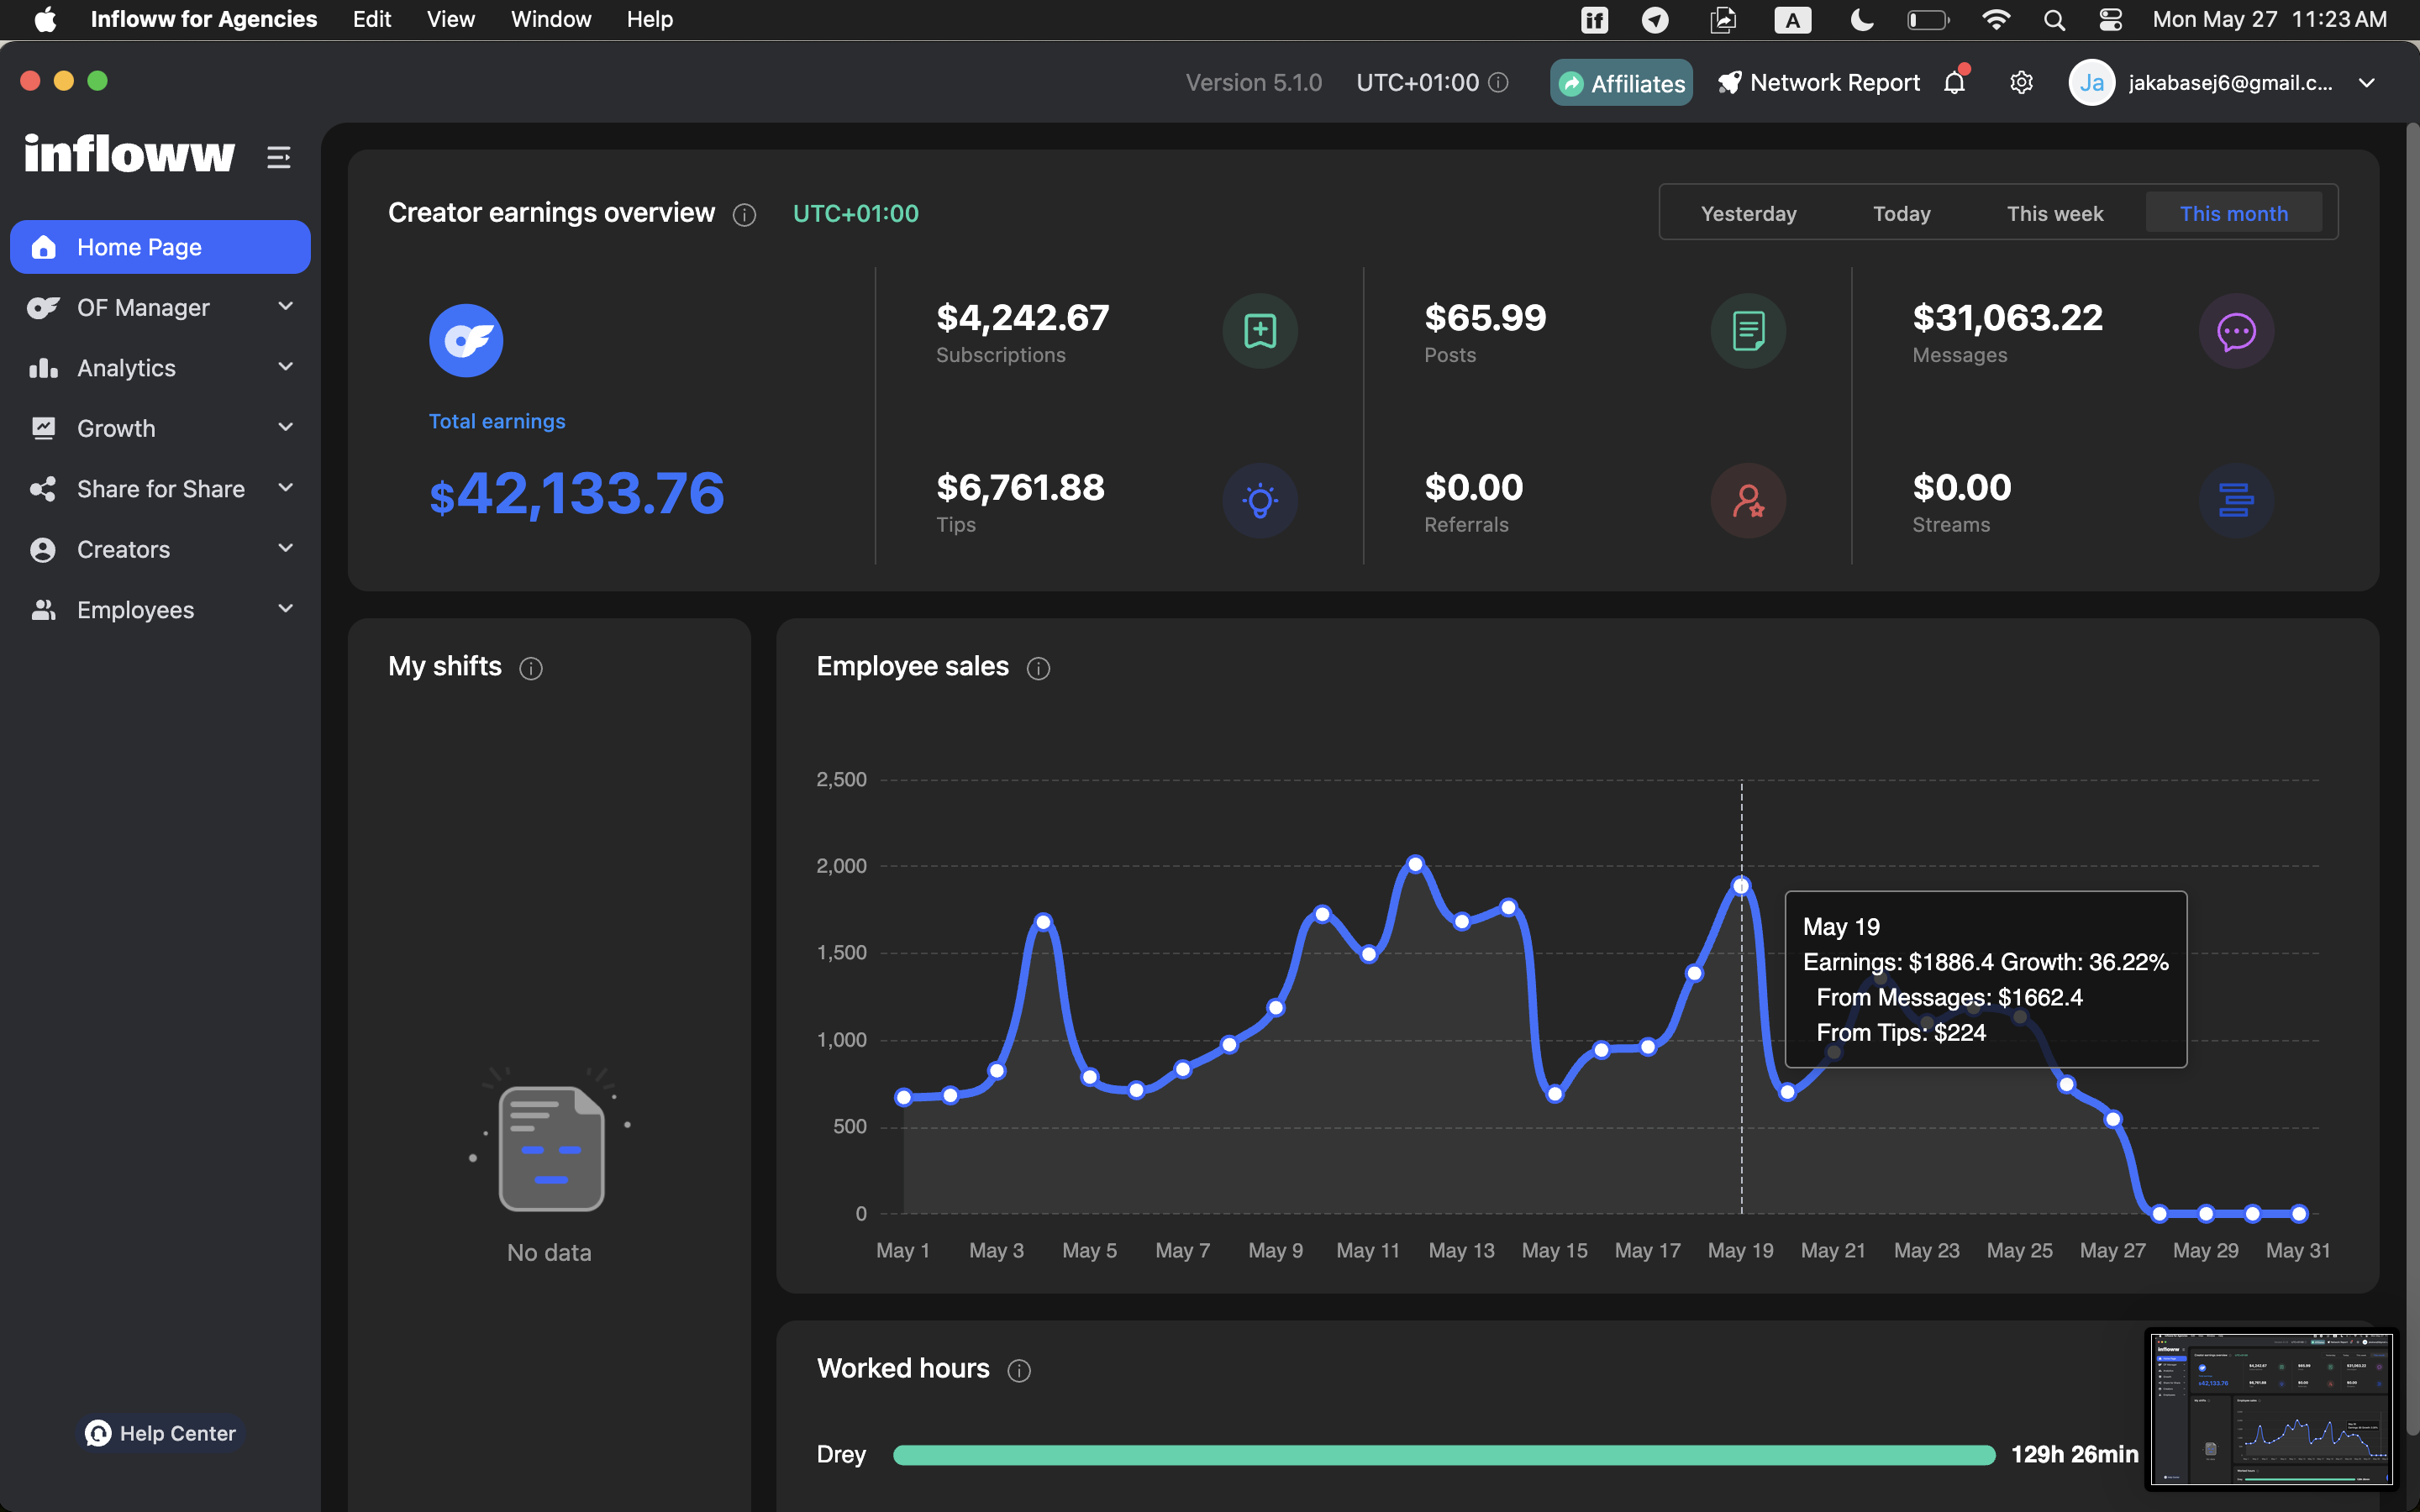 Infloww for Agencies Edit View Window Help if A Mon May 27 11:23 AM
Version 5.1.0 UTC+01:00 Affiliates Network Report Ja jakabasej6@gmail.c...
infloww
Home Page
OF Manager
Analytics
Growth
Share for Share
Creators
Employees
Help Center
Creator earnings overview UTC+01:00
Yesterday Today This week This month
Total earnings
$42,133.76
$4,242.67
Subscriptions
$65.99
Posts
$31,063.22
Messages
$6,761.88
Tips
$0.00
Referrals
$0.00
Streams
My shifts
No data
Employee sales
2,500
2,000
1,500
1,000
500
0
May 19
Earnings: $1886.4 Growth: 36.22%
From Messages: $1662.4
From Tips: $224
May 1 May 3 May 5 May 7 May 9 May 11 May 13 May 15 May 17 May 19 May 21 May 23 May 25 May 27 May 29 May 31
Worked hours
Drey 129h 26min